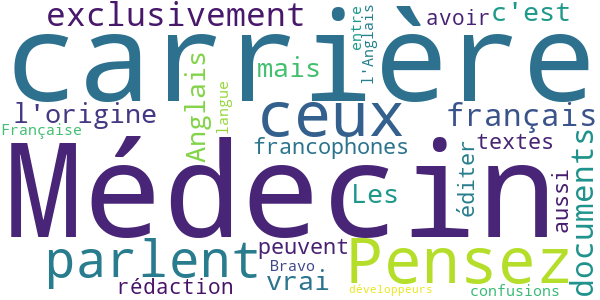 exclusivement
avoir
c'est
entre
l'Anglais
carrière
mais
Anglais
langue
l'origine
ceux
français
Française
francophones
textes
Médecin
Les
éditer
aussi
documents
parlent
peuvent
Pensez
Bravo
vrai
rédaction
développeurs
confusions